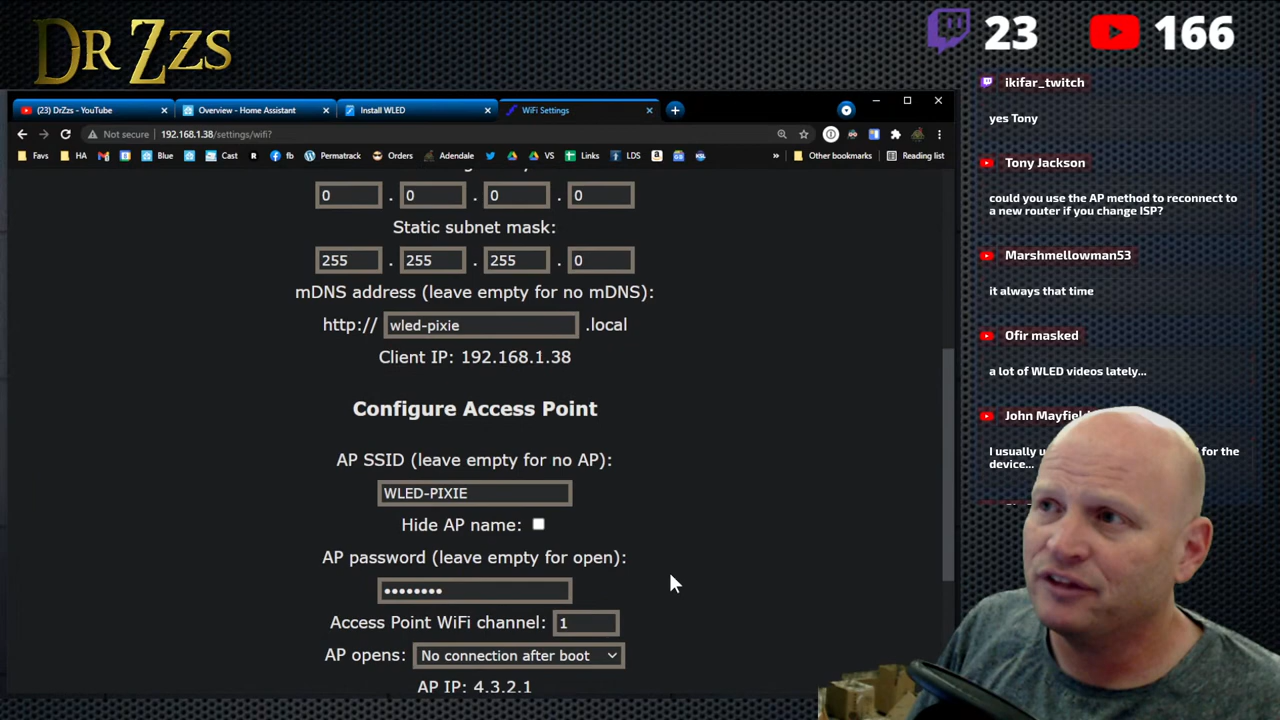 DR ZZS
23
166
(23) DrZzs - YouTube
Overview - Home Assistant
Install WLED
WiFi Settings
Not secure
192.168.1.38/settings/wifi?
Favs
HA
Blue
Cast
fb
Permatrack
Orders
Adendale
VS
Links
LDS
KSL
»
Other bookmarks
Reading list
0 . 0 . 0 . 0
Static subnet mask:
255 . 255 . 255 . 0
mDNS address (leave empty for no mDNS):
http:// wled-pixie .local
Client IP: 192.168.1.38
Configure Access Point
AP SSID (leave empty for no AP):
WLED-PIXIE
Hide AP name:
AP password (leave empty for open):
••••••••
Access Point WiFi channel: 1
AP opens: No connection after boot
AP IP: 4.3.2.1
ikifar_twitch
yes Tony
Tony Jackson
could you use the AP method to reconnect to
a new router if you change ISP?
Marshmellowman53
it always that time
Ofir masked
a lot of WLED videos lately...
John Mayfield
I usually u
for the
device...